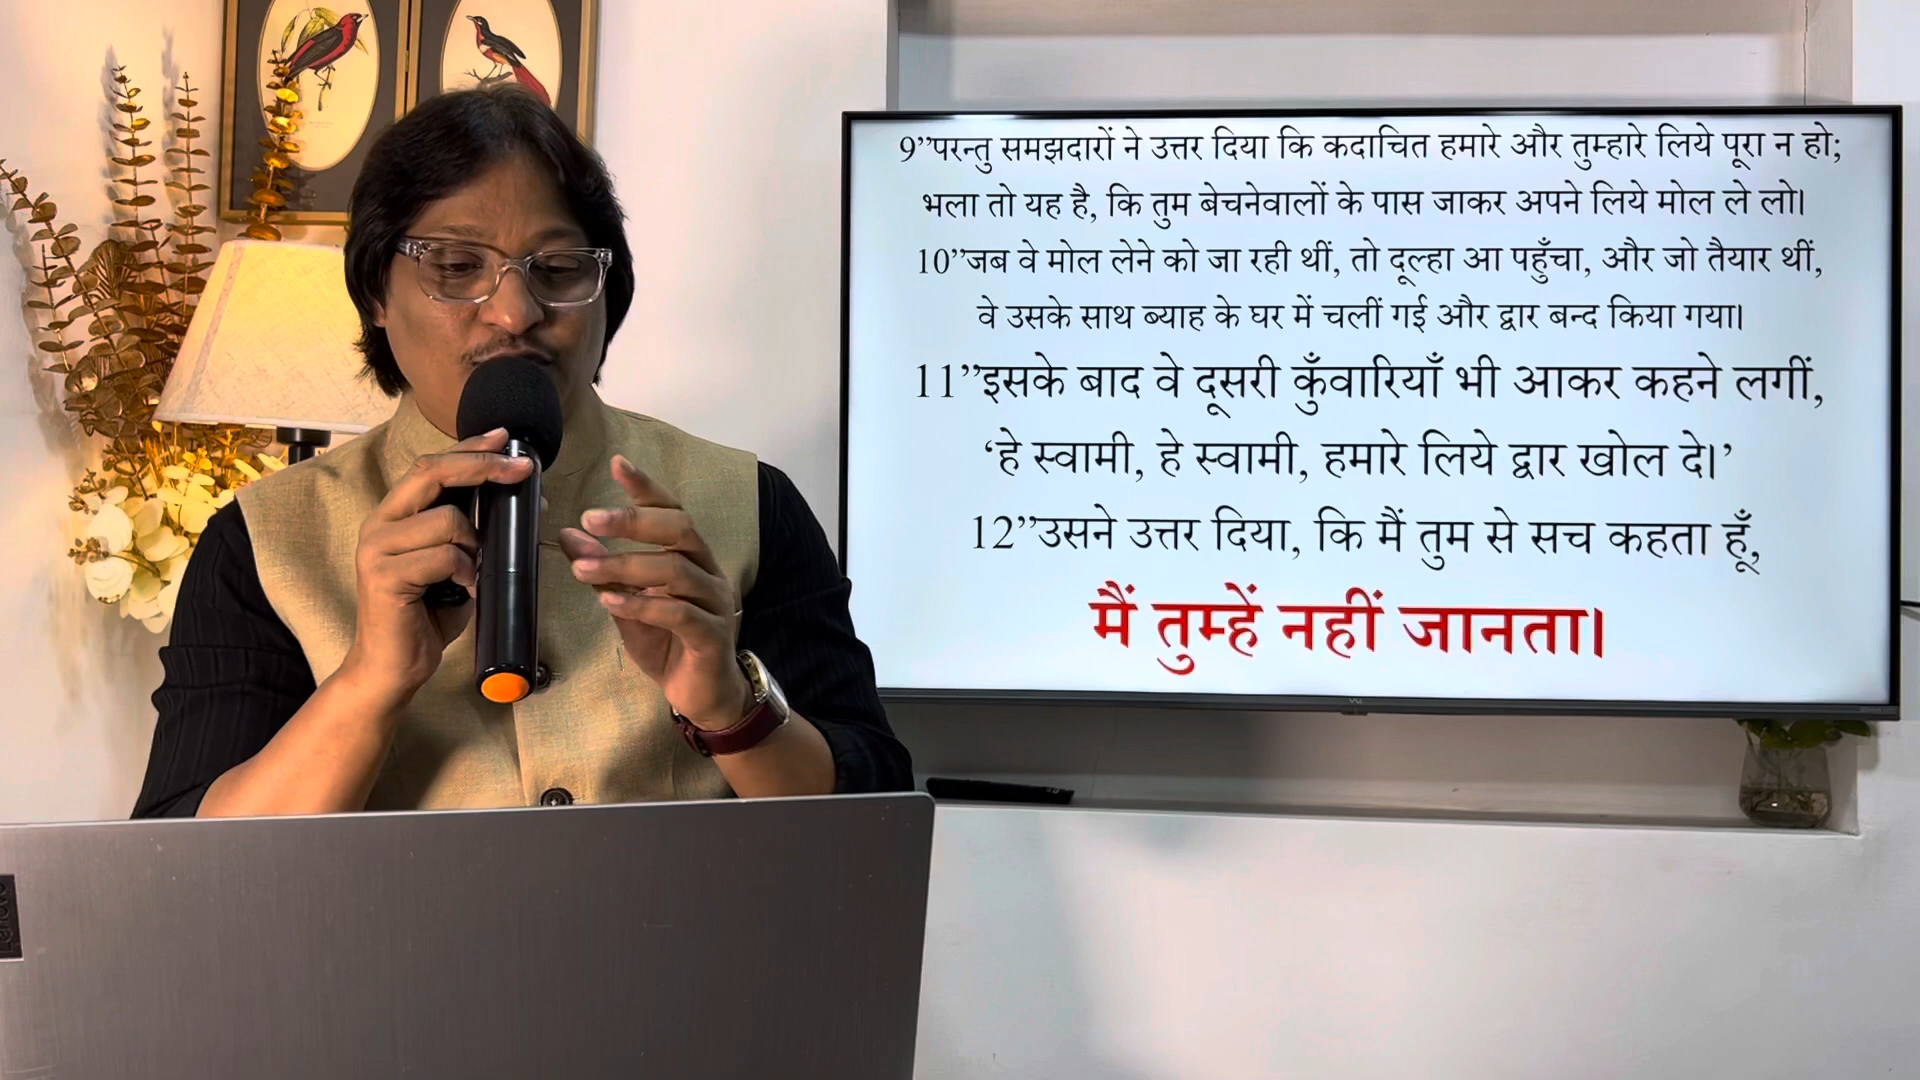 9”परन्तु समझदारों ने उत्तर दिया कि कदाचित हमारे और तुम्हारे लिये पूरा न हो;
भला तो यह है, कि तुम बेचनेवालों के पास जाकर अपने लिये मोल ले लो।
10”जब वे मोल लेने को जा रही थीं, तो दूल्हा आ पहुँचा, और जो तैयार थीं,
वे उसके साथ ब्याह के घर में चलीं गई और द्वार बन्द किया गया।
11”इसके बाद वे दूसरी कुँवारियाँ भी आकर कहने लगीं,
‘हे स्वामी, हे स्वामी, हमारे लिये द्वार खोल दे।’
12”उसने उत्तर दिया, कि मैं तुम से सच कहता हूँ,
मैं तुम्हें नहीं जानता।
Lenovo